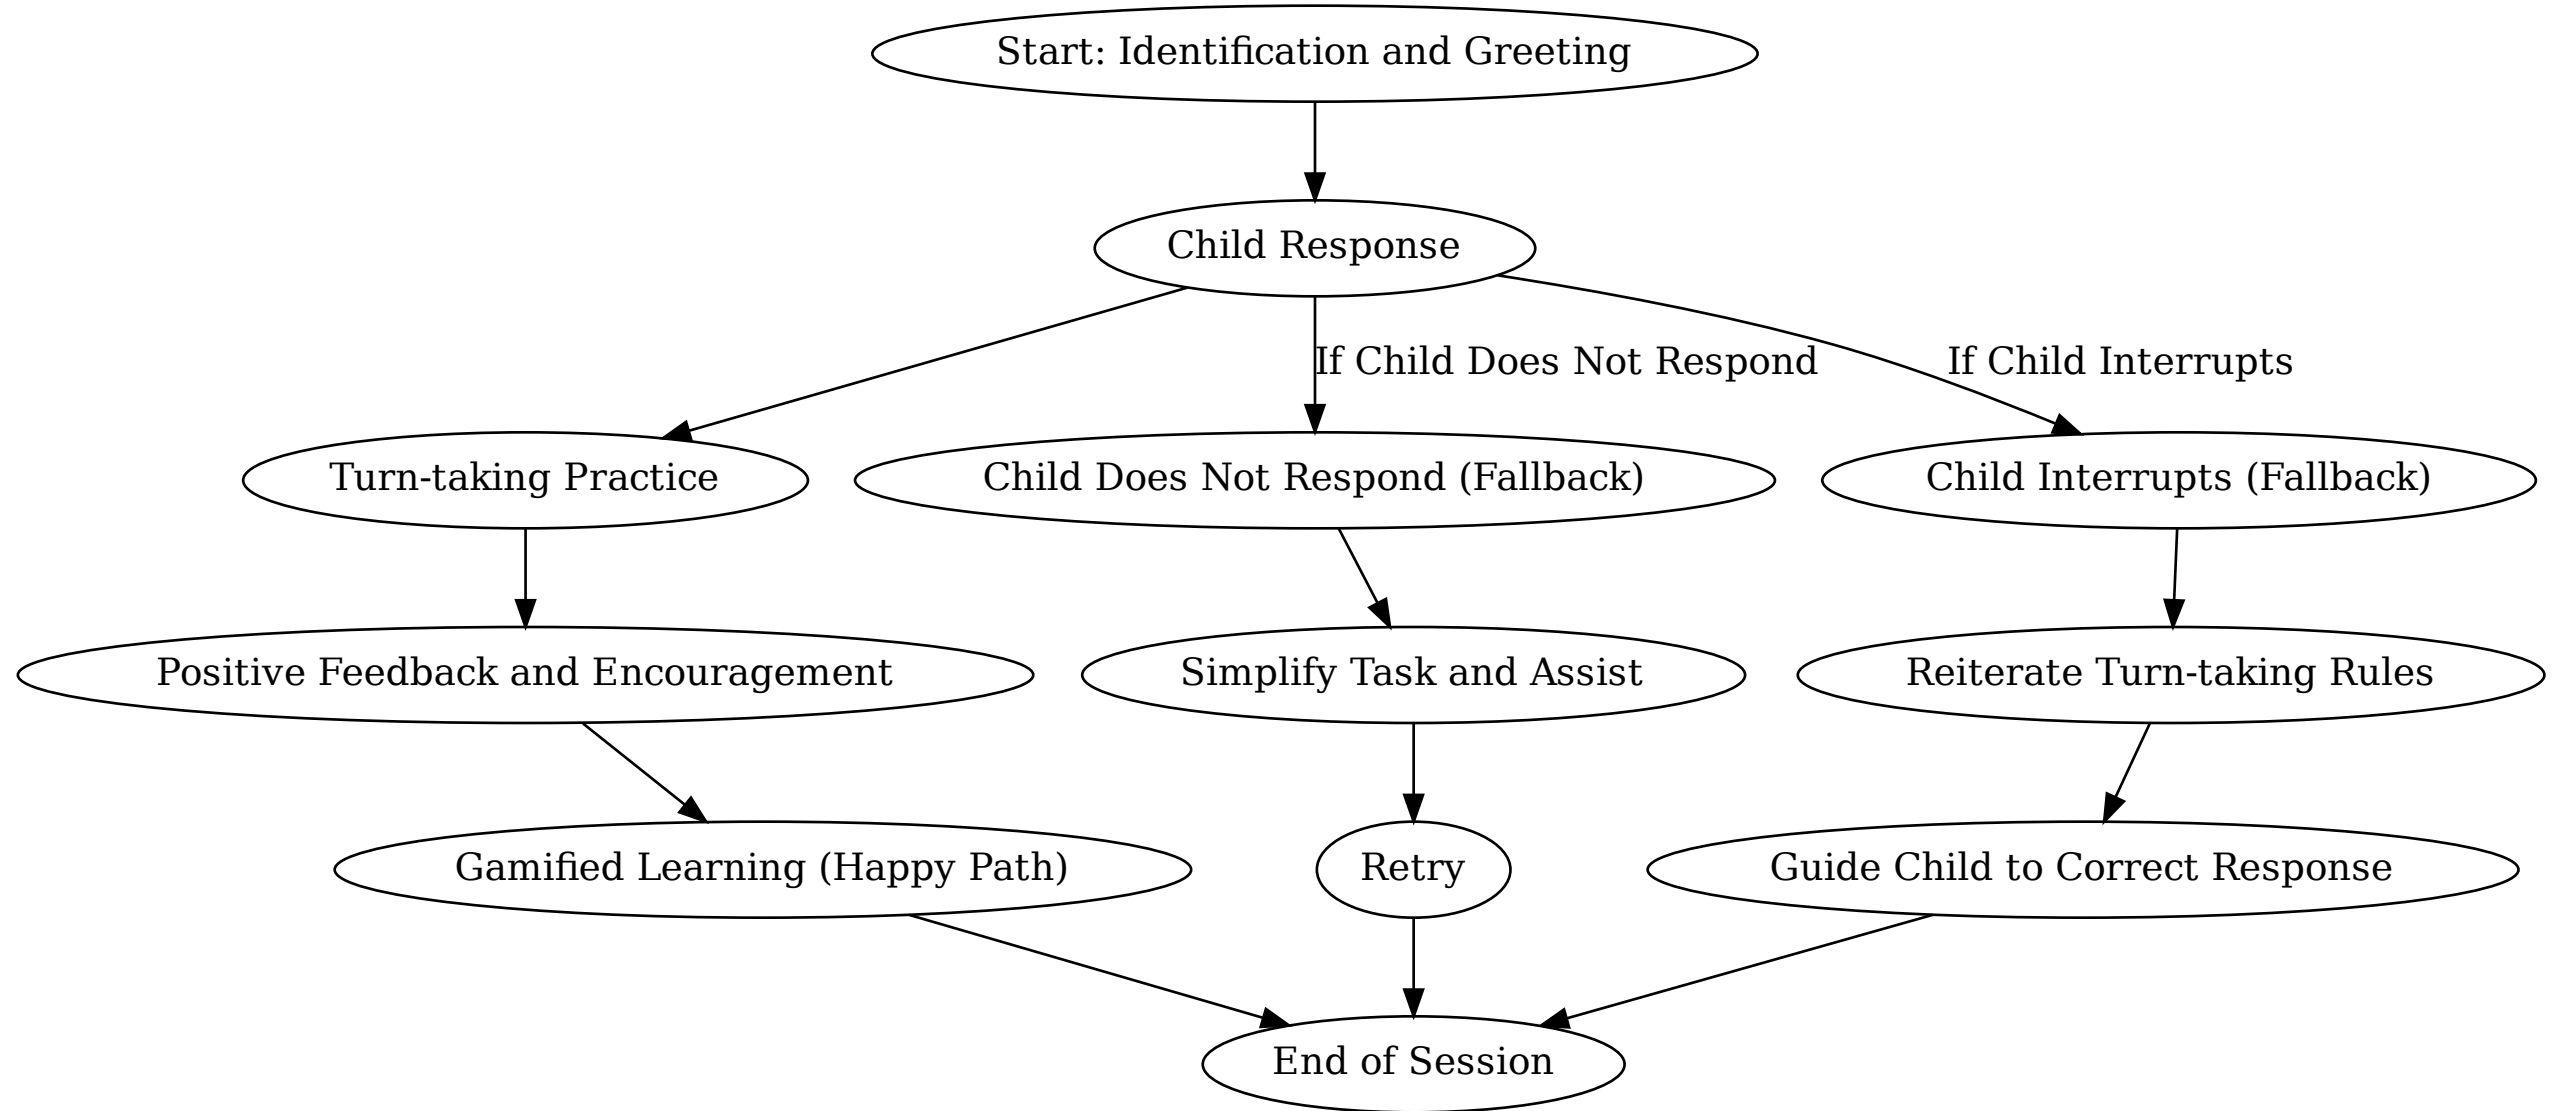 Start: Identification and Greeting
Child Response
If Child Does Not Respond
If Child Interrupts
Turn-taking Practice
Child Does Not Respond (Fallback)
Child Interrupts (Fallback)
Positive Feedback and Encouragement
Simplify Task and Assist
Reiterate Turn-taking Rules
Gamified Learning (Happy Path)
Retry
Guide Child to Correct Response
End of Session